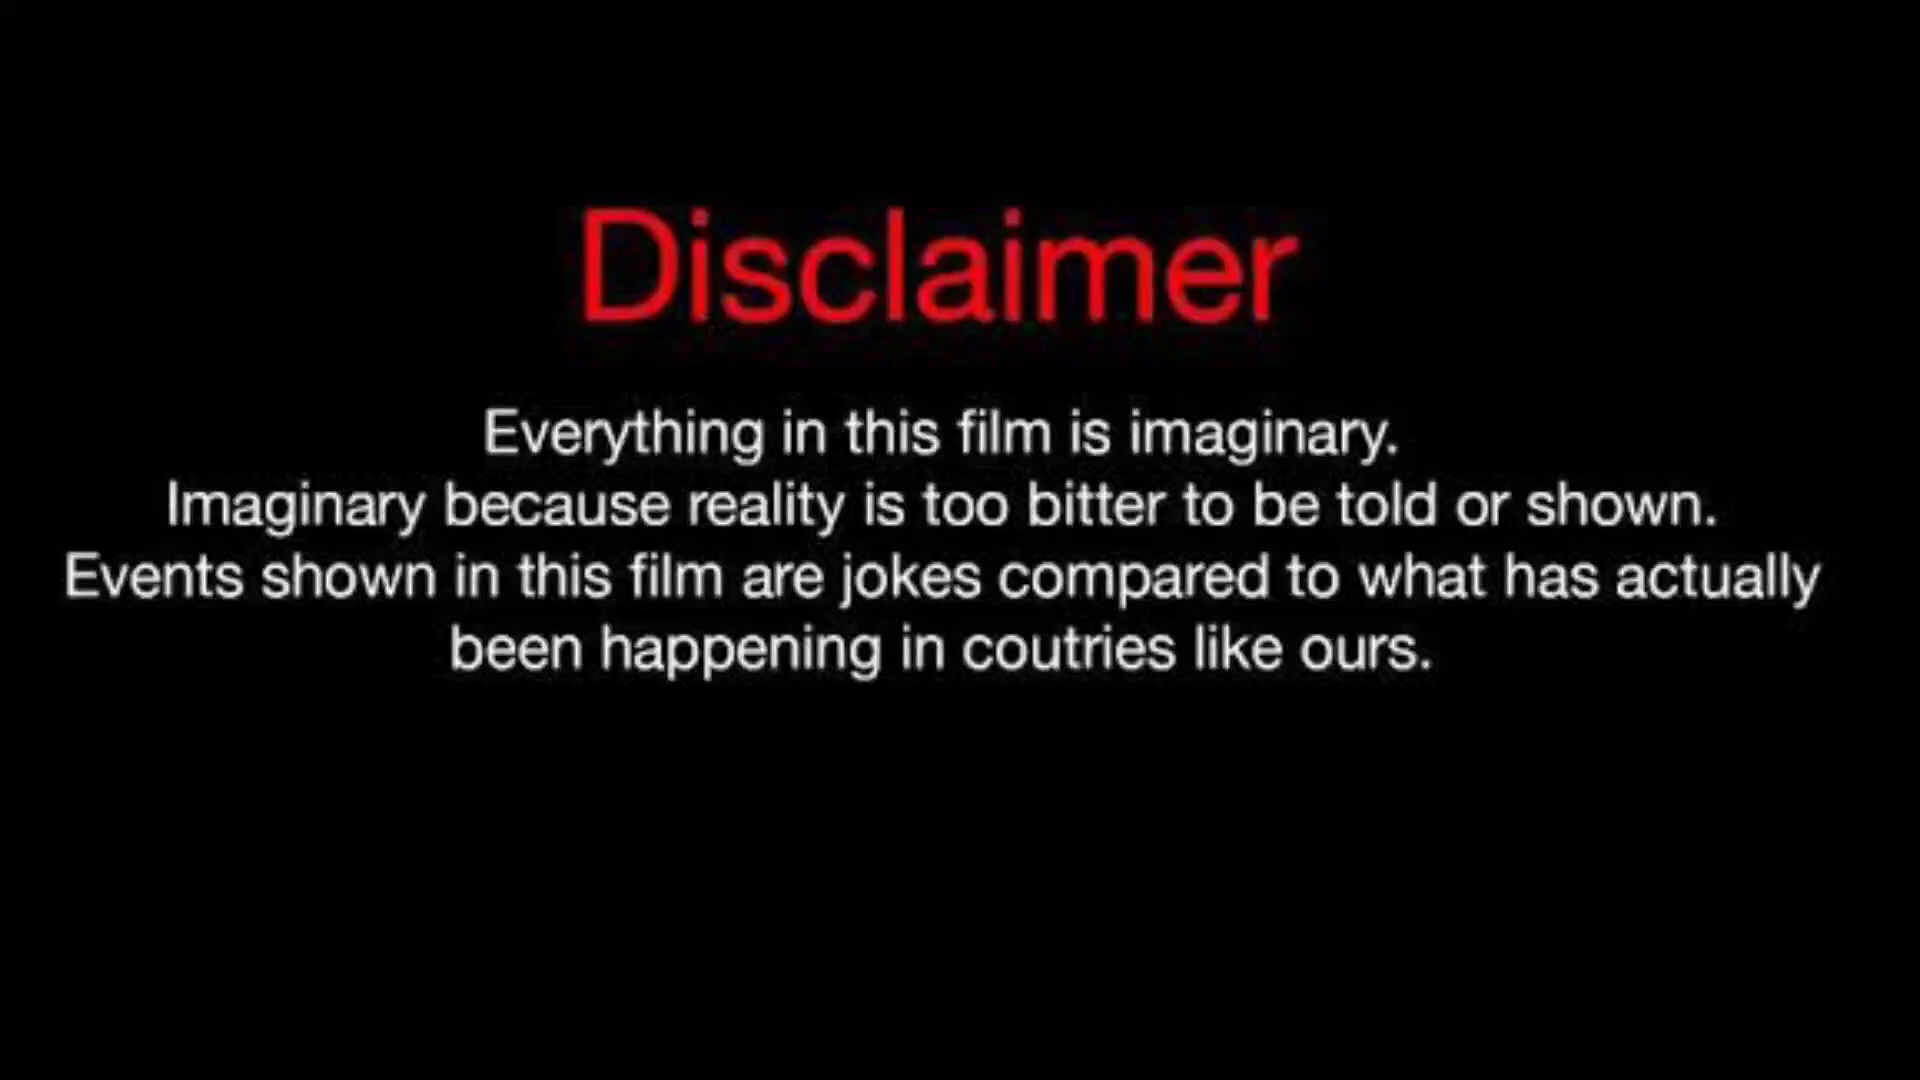 Disclaimer
Everything in this film is imaginary.
Imaginary because reality is too bitter to be told or shown.
Events shown in this film are jokes compared to what has actually
been happening in coutries like ours.